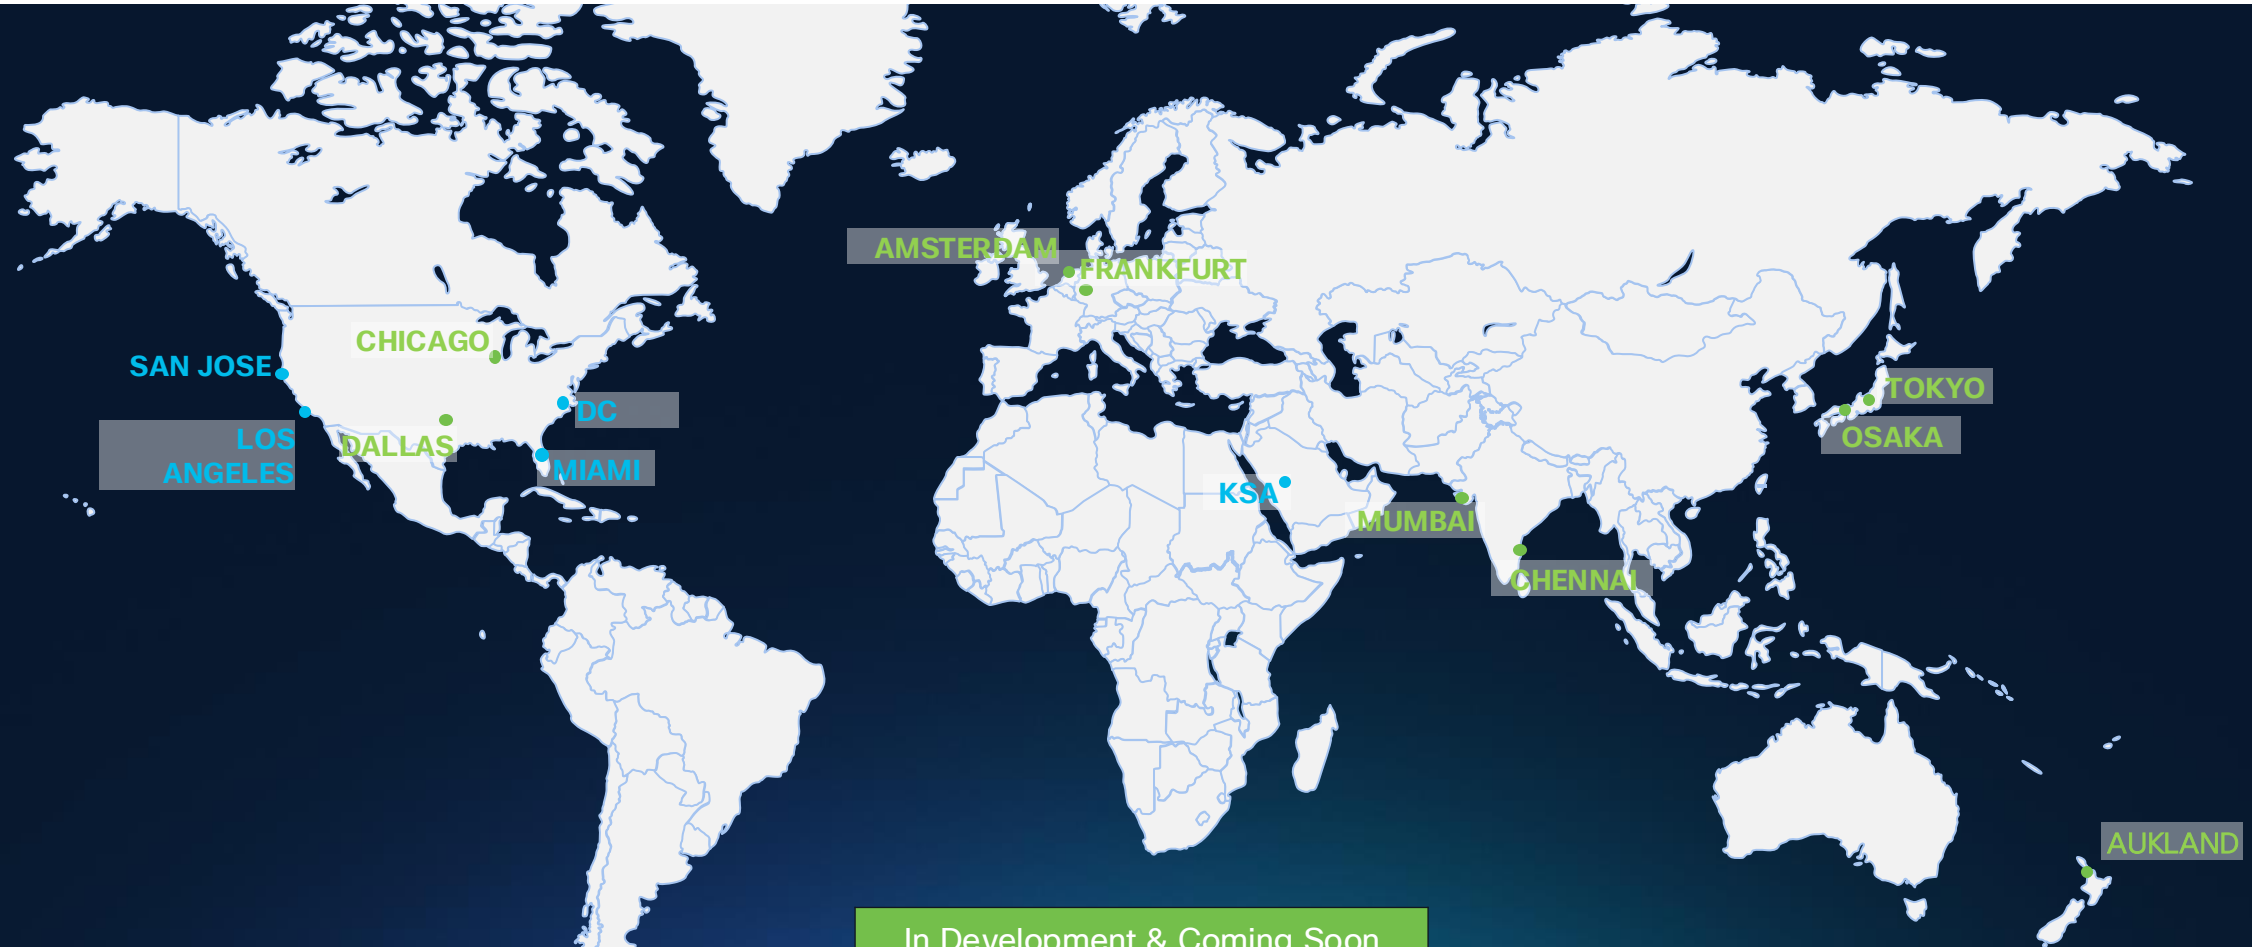 AMSTERDAM
FRANKFURT
CHICAGO
SAN JOSE
TOKYO
DC
OSAKA
LOS
ANGELES
DALLAS
MIAMI
KSA
MUMBAI
CHENNAI
AUKLAND
In Development & Coming Soon